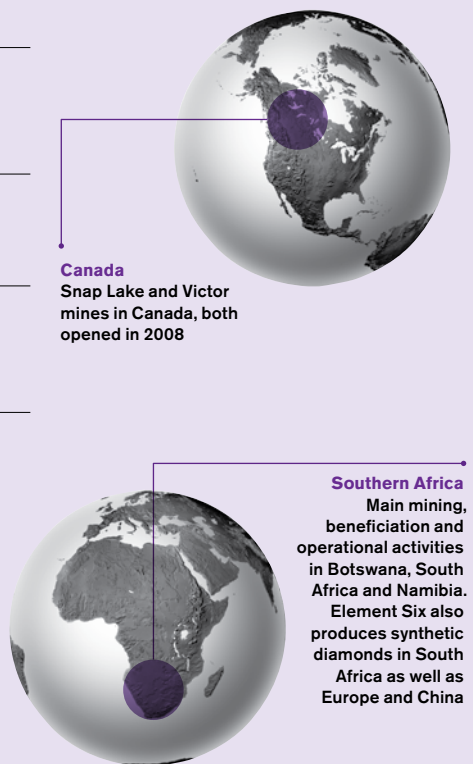 Canada
Snap Lake and Victor
mines in Canada, both
opened in 2008
Southern Africa
Main mining,
beneficiation and
operational activities
in Botswana, South
Africa and Namibia.
Element Six also
produces synthetic
diamonds in South
Africa as well as
Europe and China